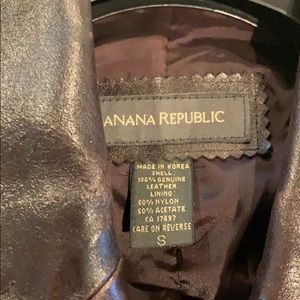 ANANA REPUBLIC
MADE IN KOREA
SHELL:
100% GENUINE
LEATHER
LINING:
50% NYLON
50% ACETATE
CA 17897
CARE ON REVERSE
S